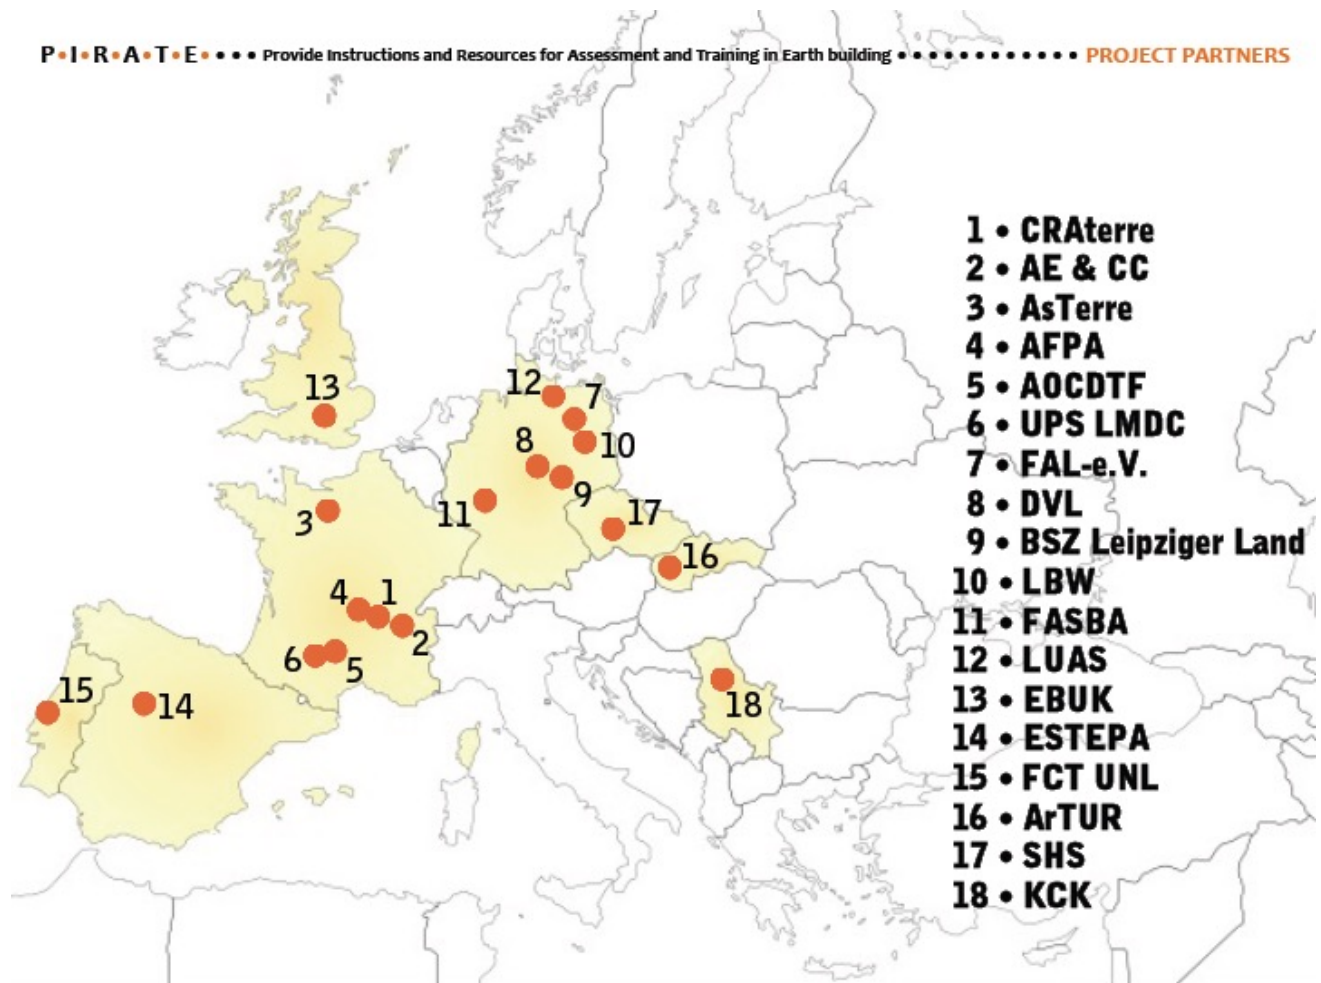 P•I•R•A•T•E•••• Provide Instructions and Resources for Assessment and Training in Earth building •••••••••••• PROJECT PARTNERS
1 • CRAterre
2 • AE & CC
3 • AsTerre
4 • AFPA
5 • AOCDTF
6 • UPS LMDC
7 • FAL-e.V.
8 • DVL
9 • BSZ Leipziger Land
10 • LBW
11 • FASBA
12 • LUAS
13 • EBUK
14 • ESTEPA
15 • FCT UNL
16 • ArTUR
17 • SHS
18 • KCK
12
7
13
8
10
9
11
3
17
16
4
1
2
6
5
15
14
18